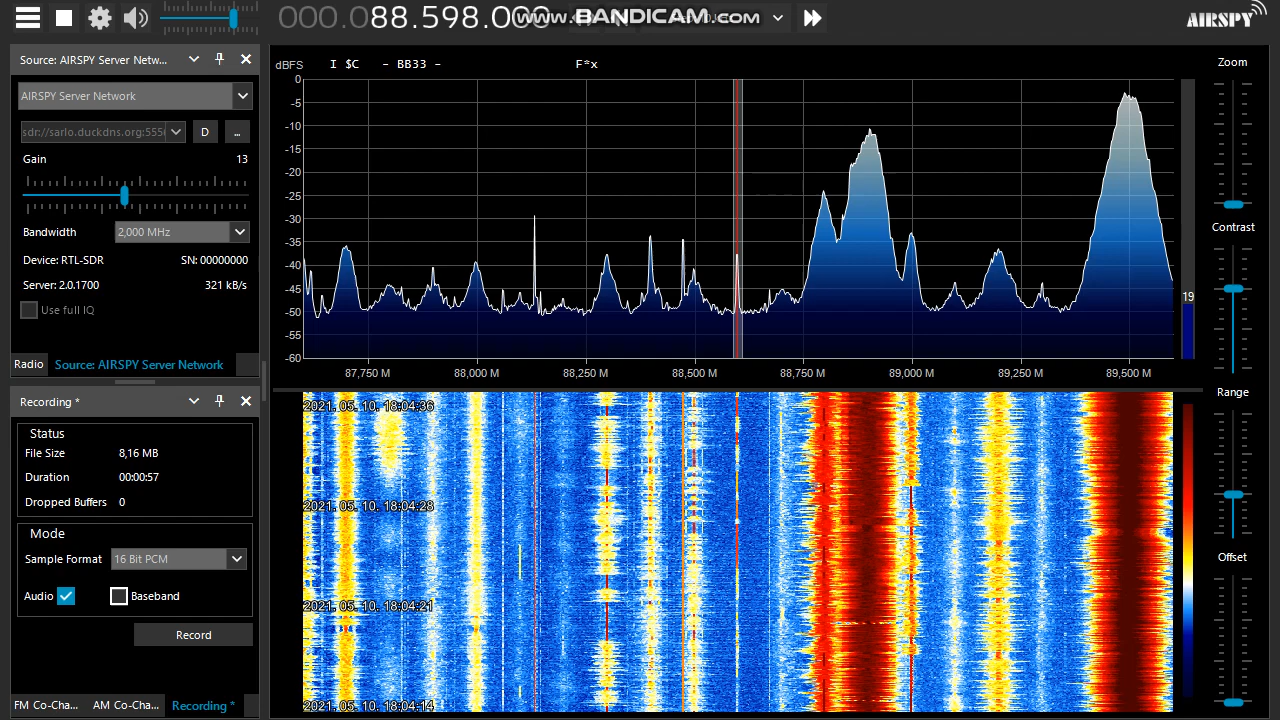 000.088.598.000
www.BANDICAM.com
AIRSPY
Source: AIRSPY Server Netw...
AIRSPY Server Network
sdr://sarlo.duckdns.org:555
D
...
Gain 13
Bandwidth 2,000 MHz
Device: RTL-SDR SN: 00000000
Server: 2.0.1700 321 kB/s
Use full IQ
Radio Source: AIRSPY Server Network
Recording *
Status
File Size 8,16 MB
Duration 00:00:57
Dropped Buffers 0
Mode
Sample Format 16 Bit PCM
Audio Baseband
Record
FM Co-Cha... AM Co-Cha... Recording *
dBFS I $C - BB33 - F*x
0
-5
-10
-15
-20
-25
-30
-35
-40
-45
-50
-55
-60
19
87,750 M 88,000 M 88,250 M 88,500 M 88,750 M 89,000 M 89,250 M 89,500 M
2021. 05. 10. 18:04:36
2021. 05. 10. 18:04:28
2021. 05. 10. 18:04:21
2021. 05. 10. 18:04:14
Zoom
Contrast
Range
Offset